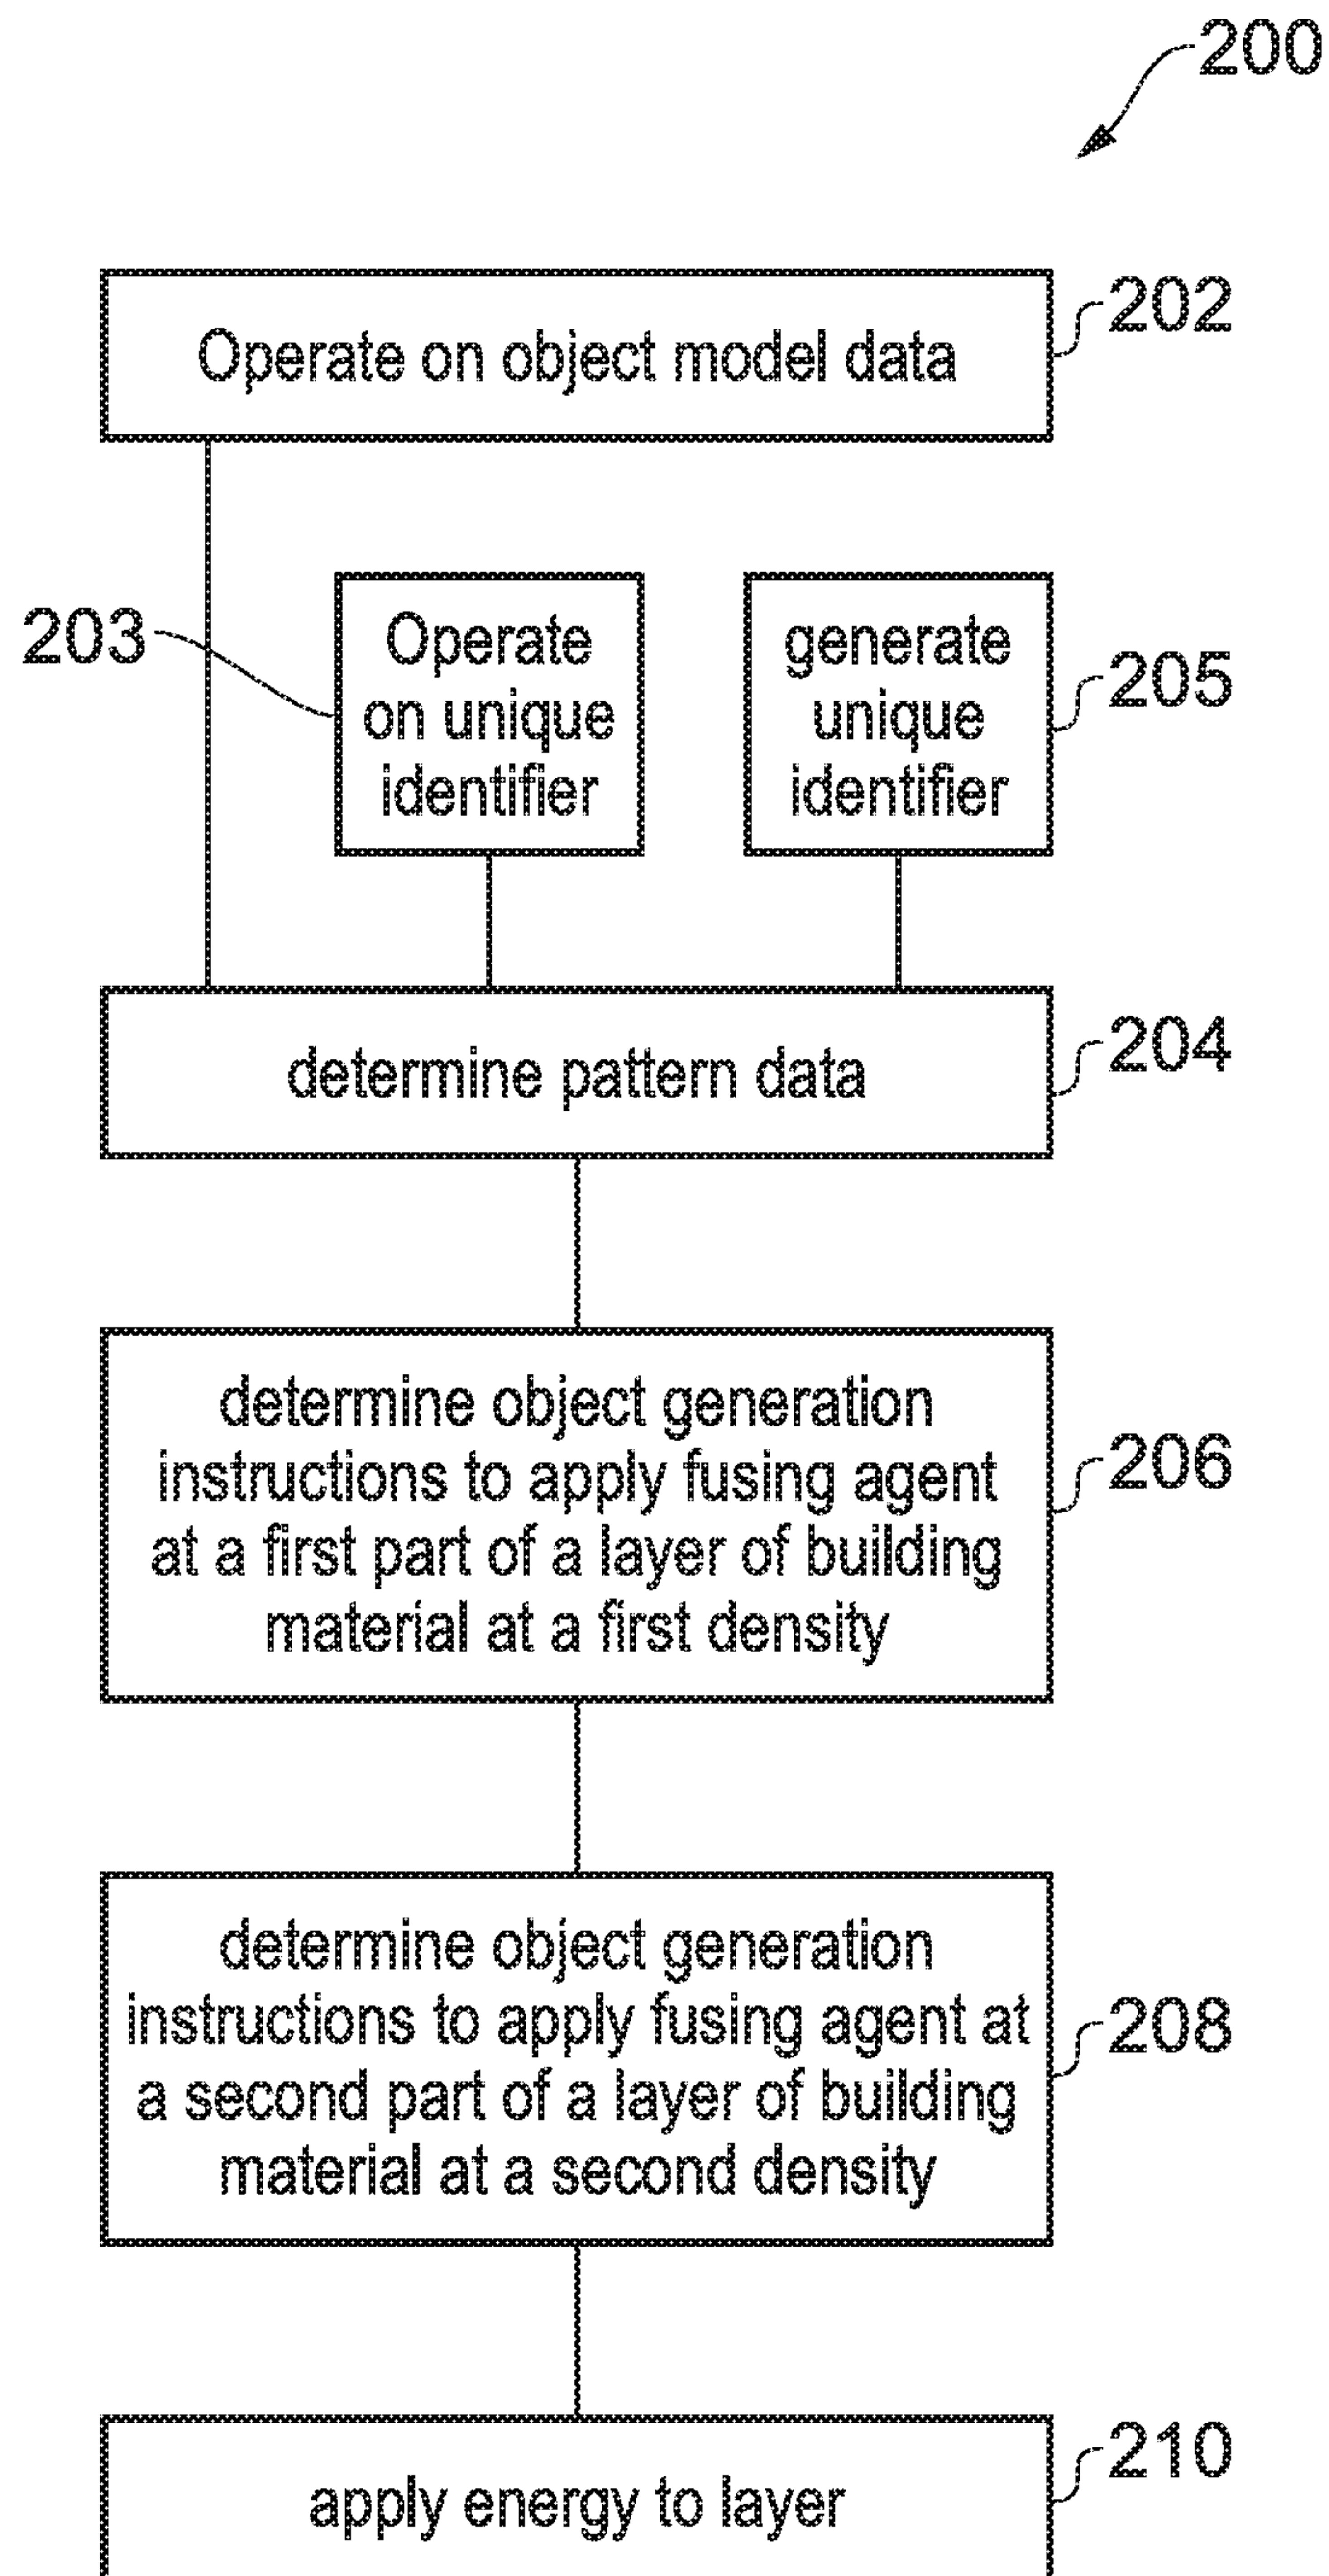 200
Operate on object model data
202
203
Operate
on unique
identifier
generate
unique
identifier
205
determine pattern data
204
determine object generation
instructions to apply fusing agent
at a first part of a layer of building
material at a first density
206
determine object generation
instructions to apply fusing agent at
a second part of a layer of building
material at a second density
208
apply energy to layer
210